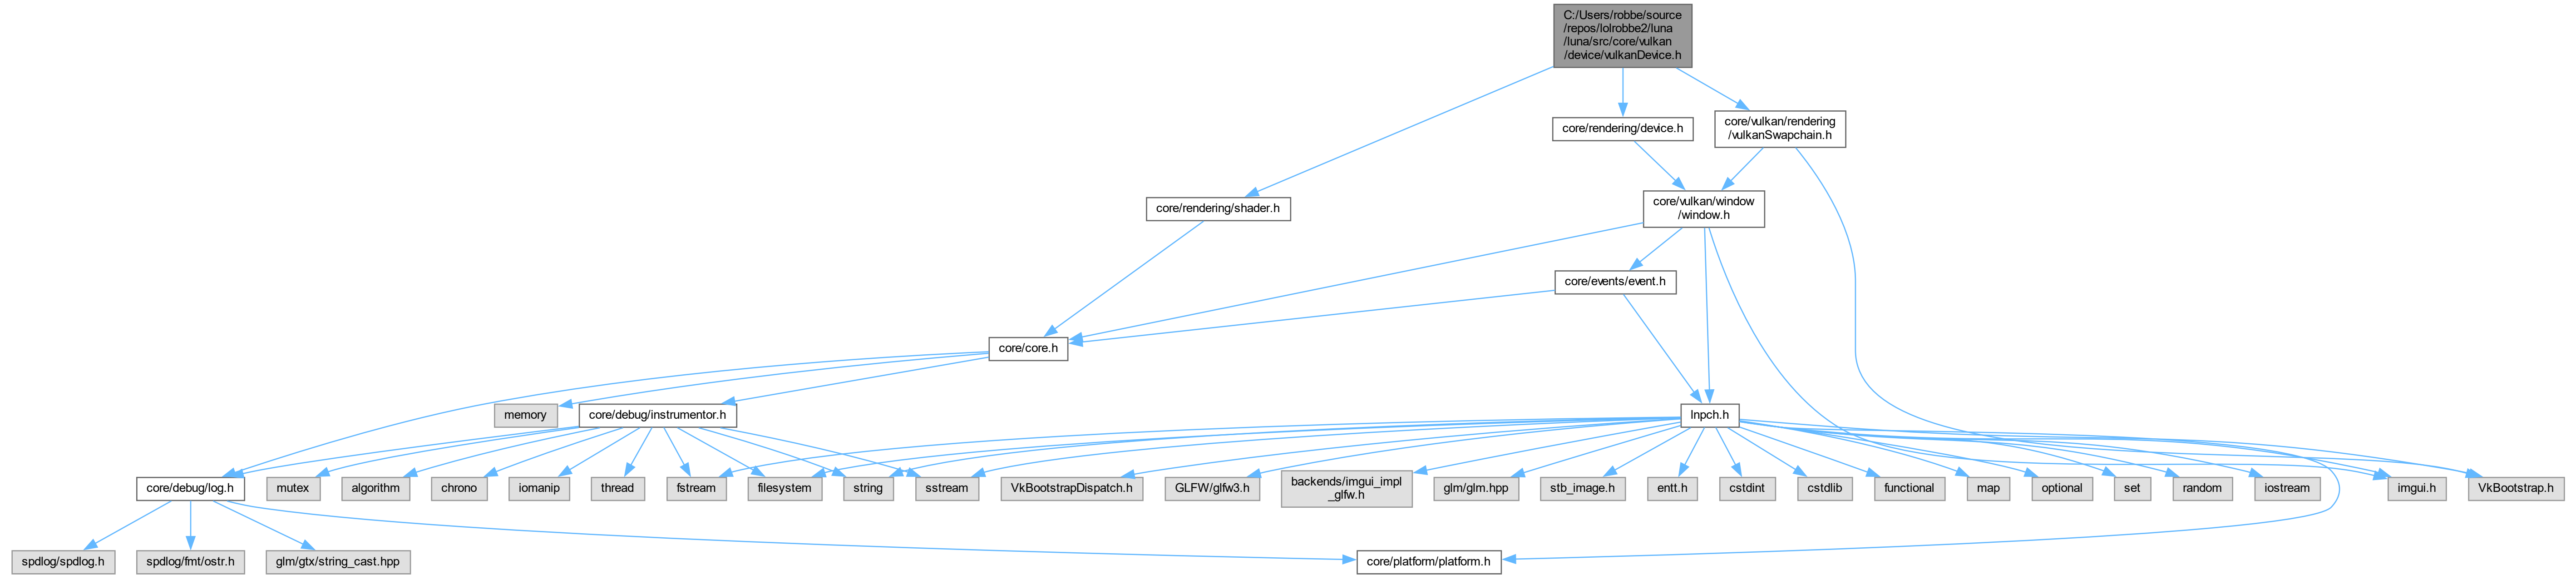 C:/Users/robbe/source
/repos/lolrobbe2/luna
/luna/src/core/vulkan
/device/vulkanDevice.h
core/rendering/device.h
core/vulkan/rendering
/vulkanSwapchain.h
core/rendering/shader.h
core/vulkan/window
/window.h
core/events/event.h
core/core.h
memory
core/debug/instrumentor.h
lnpch.h
core/debug/log.h
mutex
algorithm
chrono
iomanip
thread
fstream
filesystem
string
sstream
VkBootstrapDispatch.h
GLFW/glfw3.h
backends/imgui_impl
_glfw.h
glm/glm.hpp
stb_image.h
entt.h
cstdint
cstdlib
functional
map
optional
set
random
iostream
imgui.h
VkBootstrap.h
spdlog/spdlog.h
spdlog/fmt/ostr.h
glm/gtx/string_cast.hpp
core/platform/platform.h